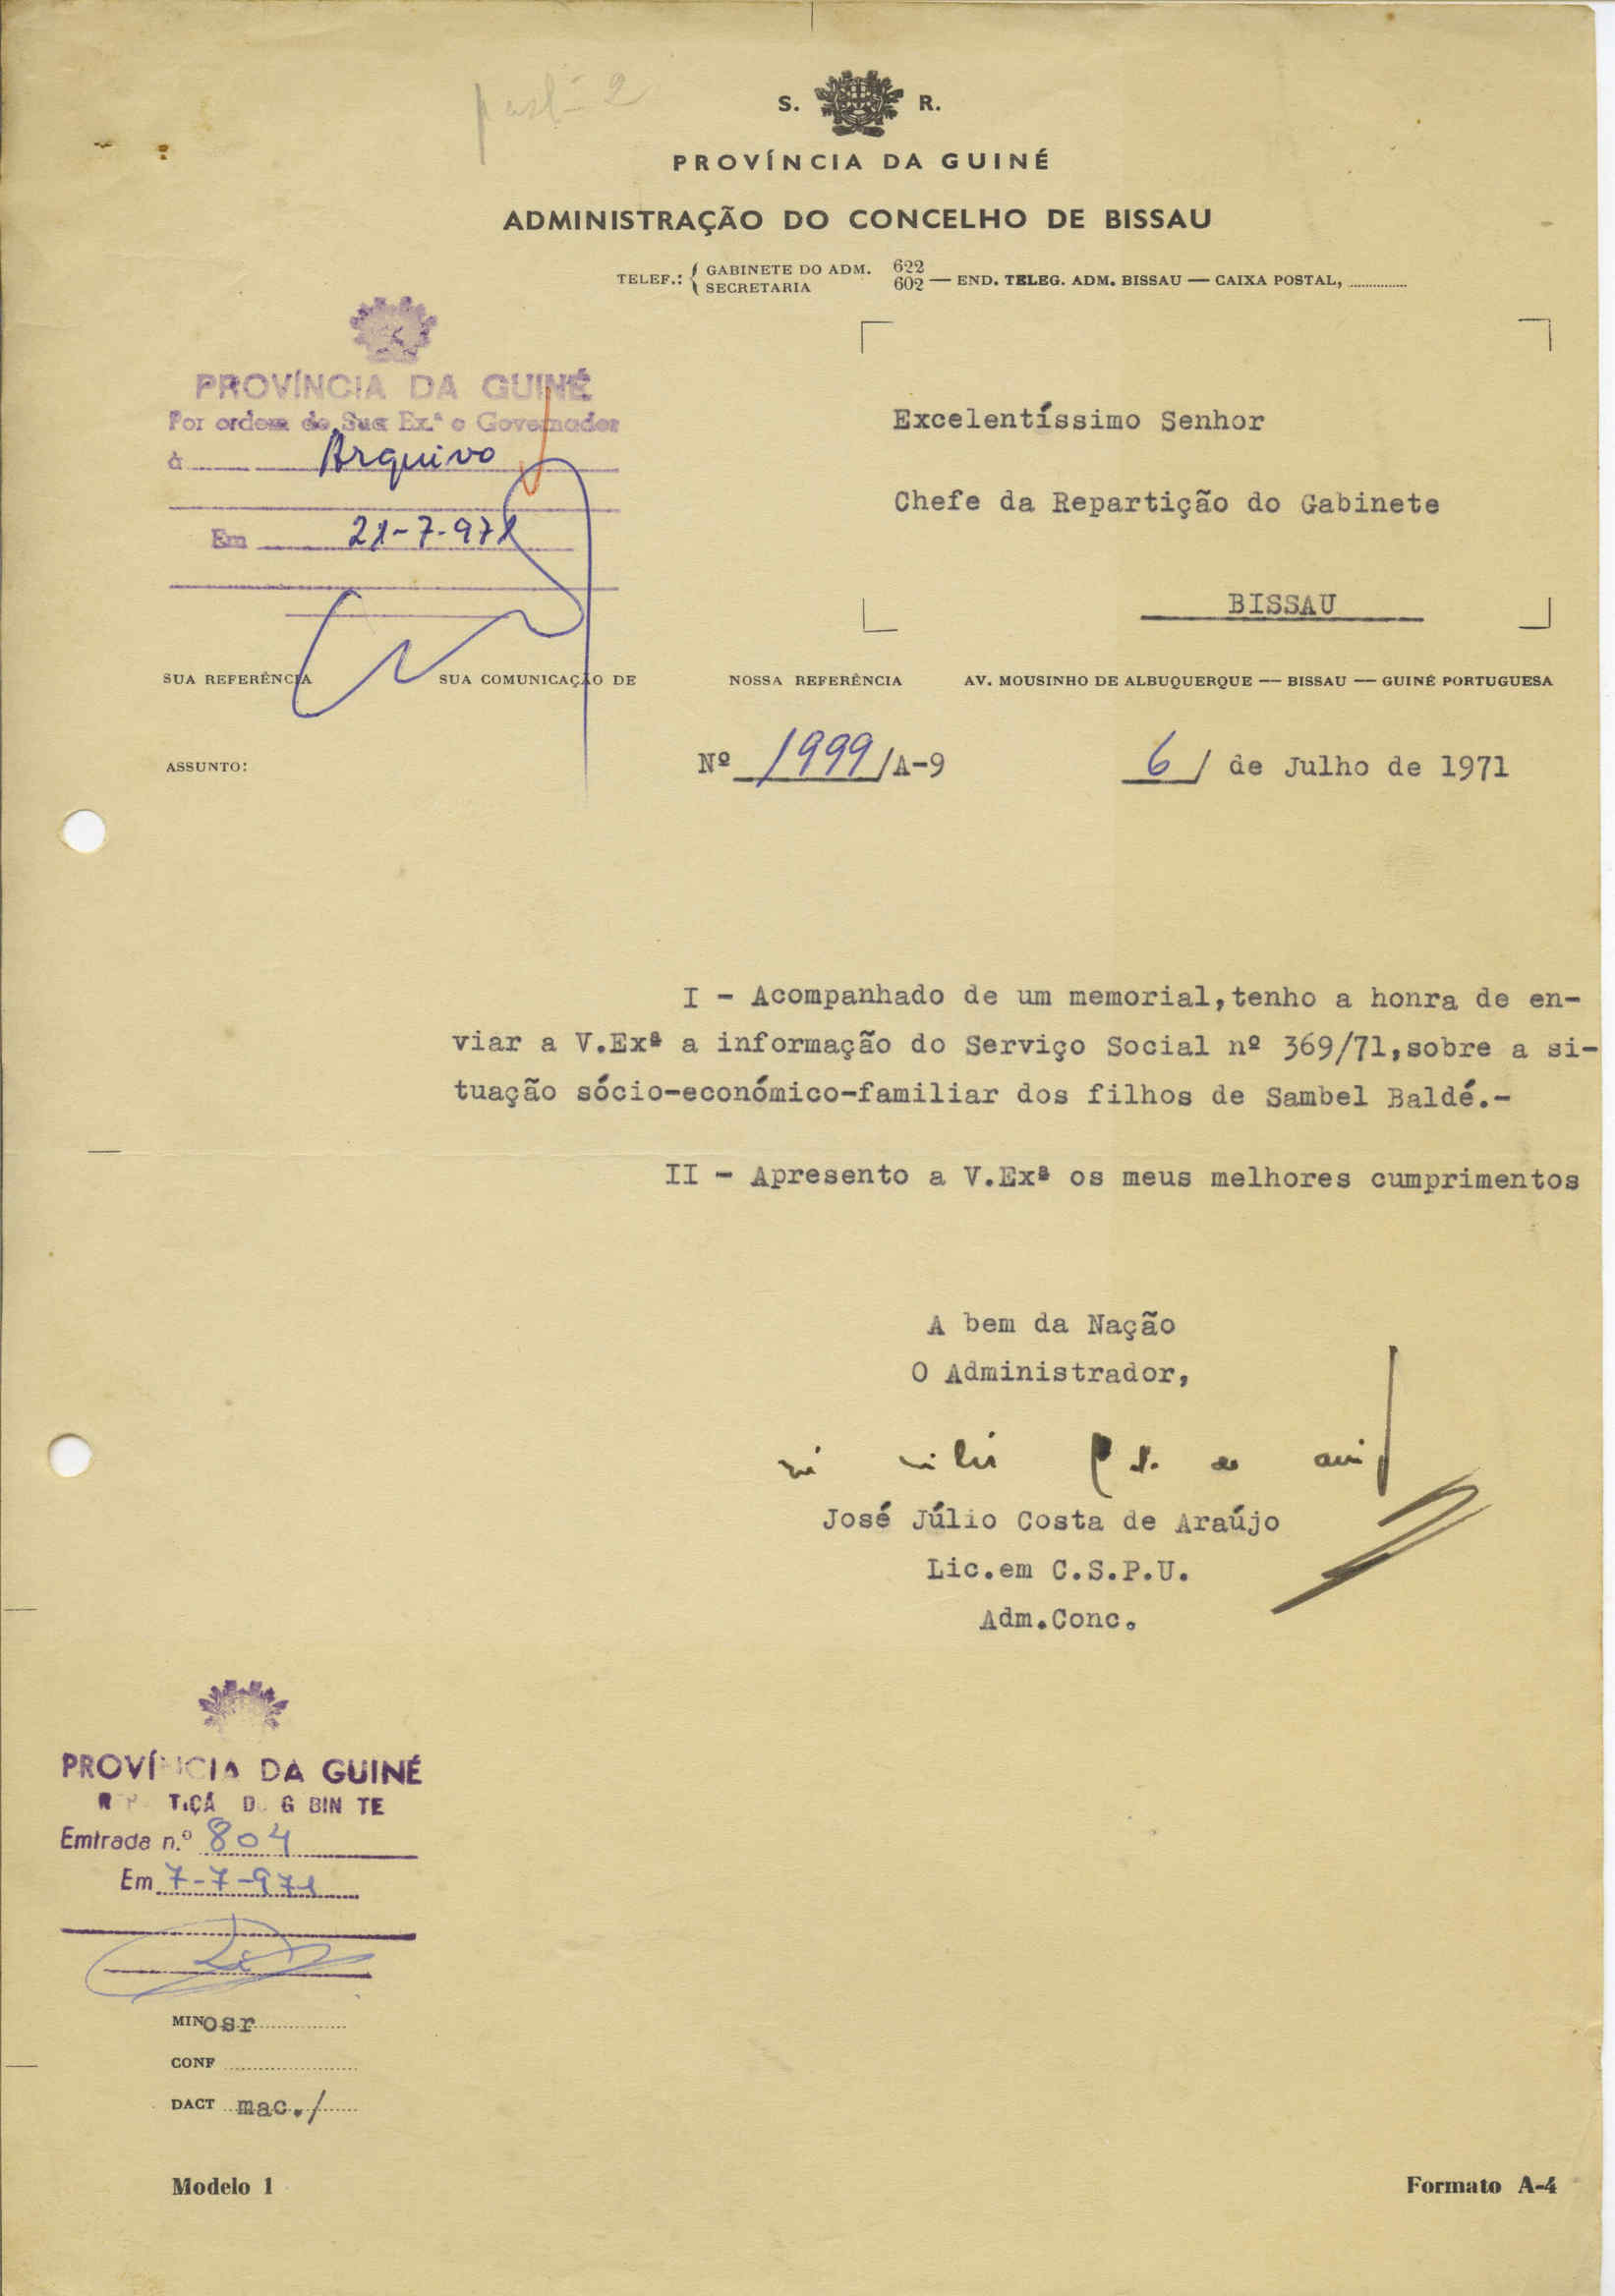 S. R.
PROVÍNCIA DA GUINÉ
ADMINISTRAÇÃO DO CONCELHO DE BISSAU
TELEF.: { GABINETE DO ADM. 622
SECRETARIA 602 — END. TELEG. ADM. BISSAU — CAIXA POSTAL, ..............
PROVÍNCIA DA GUINÉ
Por ordem de Sua Ex.ª o Governador
à Arquivo
Em 21-7-971
Excelentíssimo Senhor
Chefe da Repartição do Gabinete
BISSAU
SUA REFERÊNCIA SUA COMUNICAÇÃO DE NOSSA REFERÊNCIA AV. MOUSINHO DE ALBUQUERQUE — BISSAU — GUINÉ PORTUGUESA
ASSUNTO: Nº 1999/A-9 6/ de Julho de 1971
I - Acompanhado de um memorial,tenho a honra de en-
viar a V.Exª a informação do Serviço Social nº 369/71,sobre a si-
tuação sócio-económico-familiar dos filhos de Sambel Baldé.-
II - Apresento a V.Exª os meus melhores cumprimentos
A bem da Nação
O Administrador,
José Júlio Costa de Araújo
Lic.em C.S.P.U.
Adm.Conc.
PROVÍNCIA DA GUINÉ
Entrada n.º 804
Em 7-7-971
MIN osr
CONF
DACT mac./
Modelo 1 Formato A-4